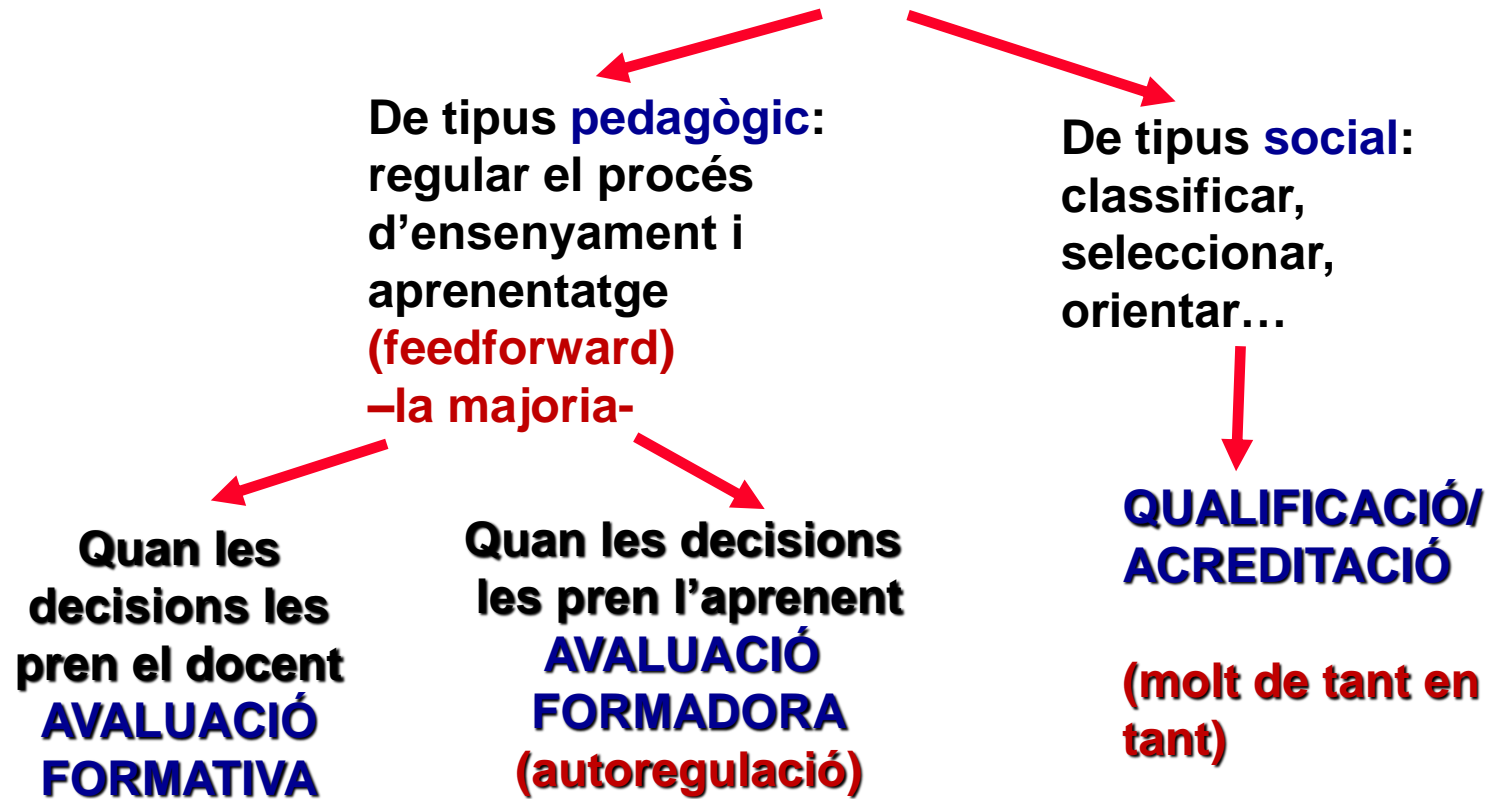 De tipus pedagògic:
regular el procés
d’ensenyament i
aprenentatge
(feedforward)
–la majoria-
De tipus social:
classificar,
seleccionar,
orientar…
Quan les
decisions les
pren el docent
AVALUACIÓ
FORMATIVA
Quan les decisions
les pren l’aprenent
AVALUACIÓ
FORMADORA
(autoregulació)
QUALIFICACIÓ/
ACREDITACIÓ
(molt de tant en
tant)